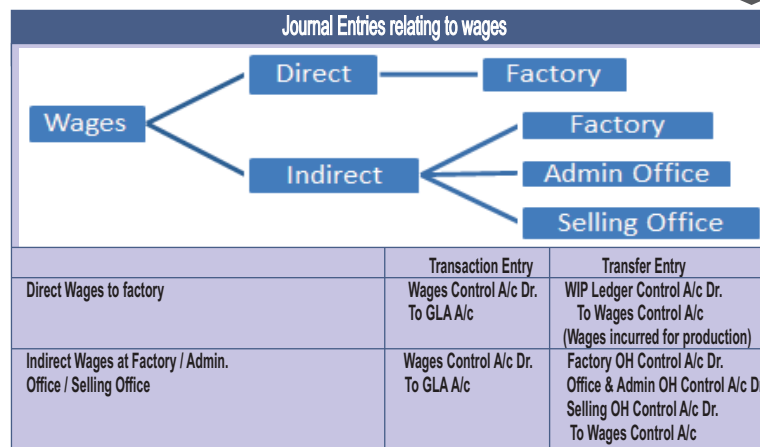 Journal Entries relating to wages
Direct
Factory
Wages
Factory
Indirect
Admin Office
Selling Office
Transaction Entry
Transfer Entry
Direct Wages to factory
Wages Control A/c Dr.
To GLA A/c
WIP Ledger Control A/c Dr.
To Wages Control A/c
(Wages incurred for production)
Indirect Wages at Factory / Admin.
Office / Selling Office
Wages Control A/c Dr.
To GLA A/c
Factory OH Control A/c Dr.
Office & Admin OH Control A/c D
Selling OH Control A/c Dr.
To Wages Control A/c